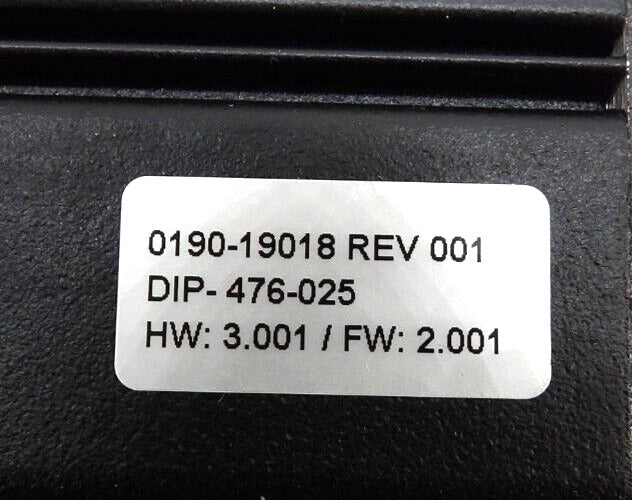 0190-19018 REV 001
DIP- 476-025
HW: 3.001 / FW: 2.001